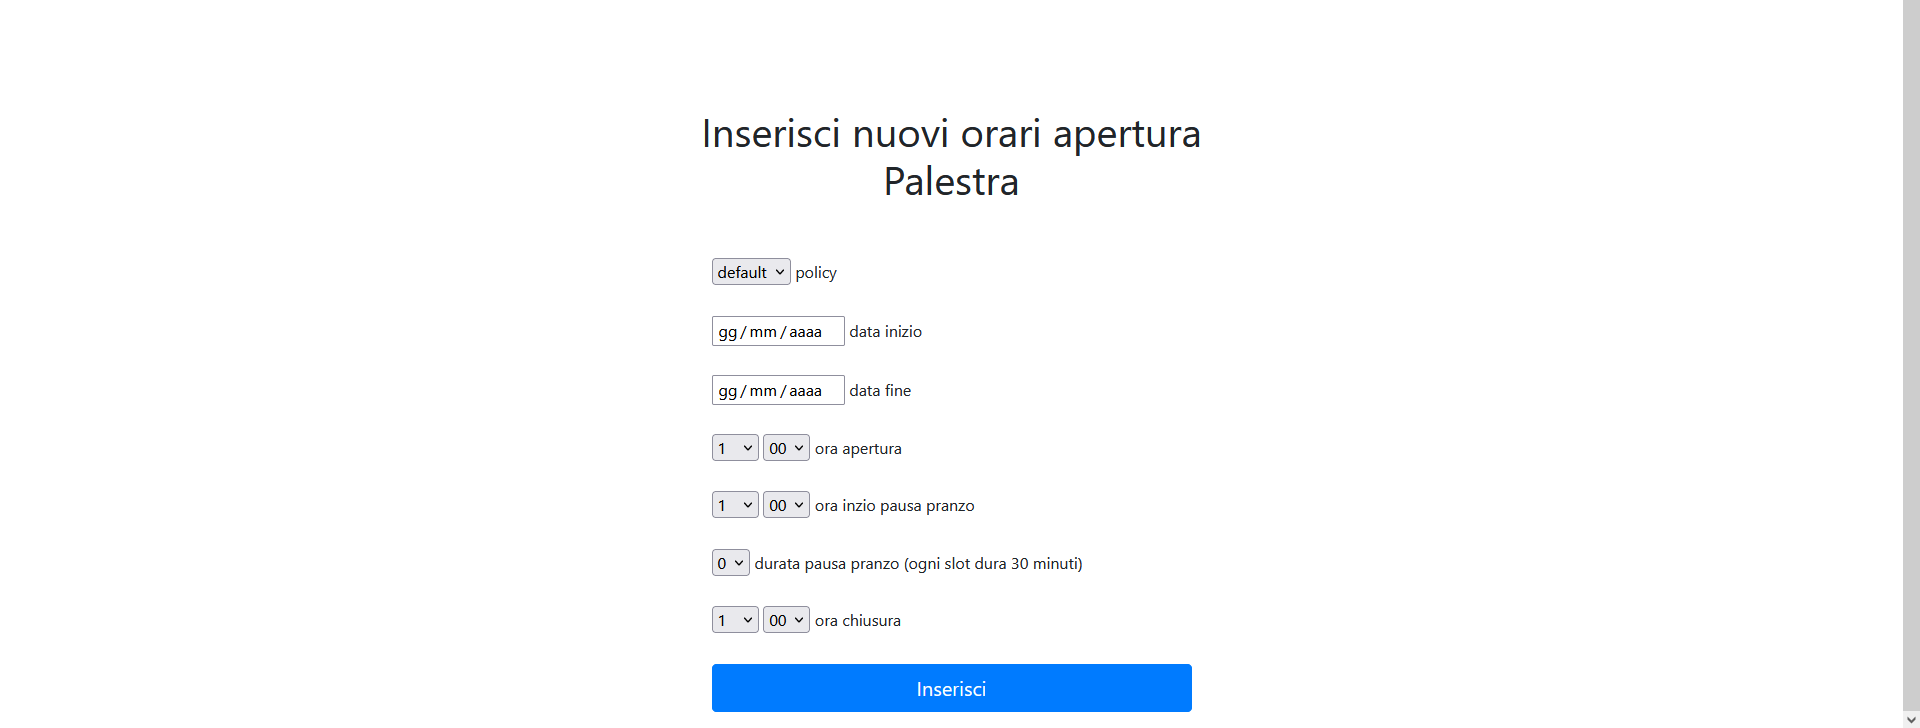 Inserisci nuovi orari apertura
Palestra
default policy
gg/mm/aaaa data inizio
gg/mm/aaaa data fine
1 00 ora apertura
1 00 ora inzio pausa pranzo
0 durata pausa pranzo (ogni slot dura 30 minuti)
1 00 ora chiusura
Inserisci